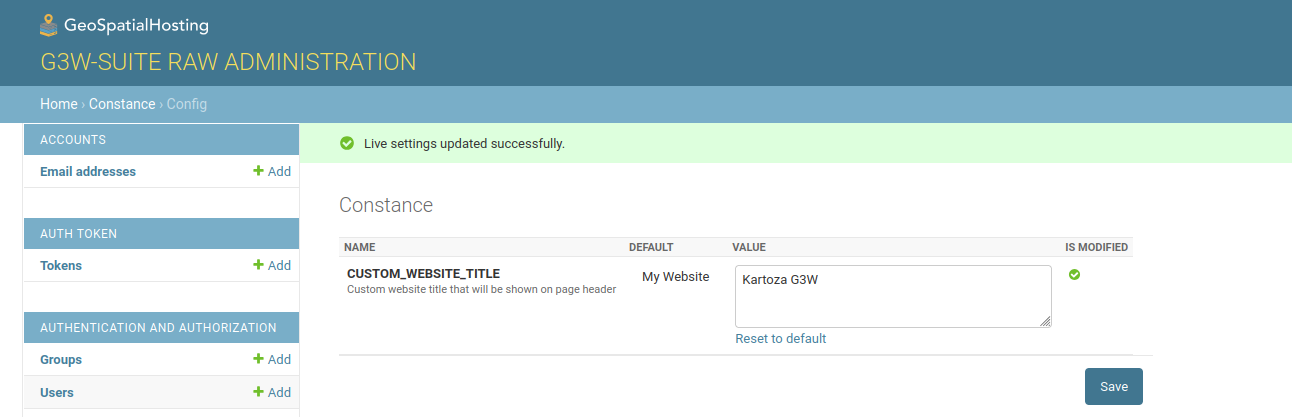 GeoSpatialHosting
G3W-SUITE RAW ADMINISTRATION
Home › Constance › Config
ACCOUNTS
Email addresses Add
AUTH TOKEN
Tokens Add
AUTHENTICATION AND AUTHORIZATION
Groups Add
Users Add
Live settings updated successfully.
Constance
NAME DEFAULT VALUE IS MODIFIED
CUSTOM_WEBSITE_TITLE My Website Kartoza G3W
Custom website title that will be shown on page header
Reset to default
Save